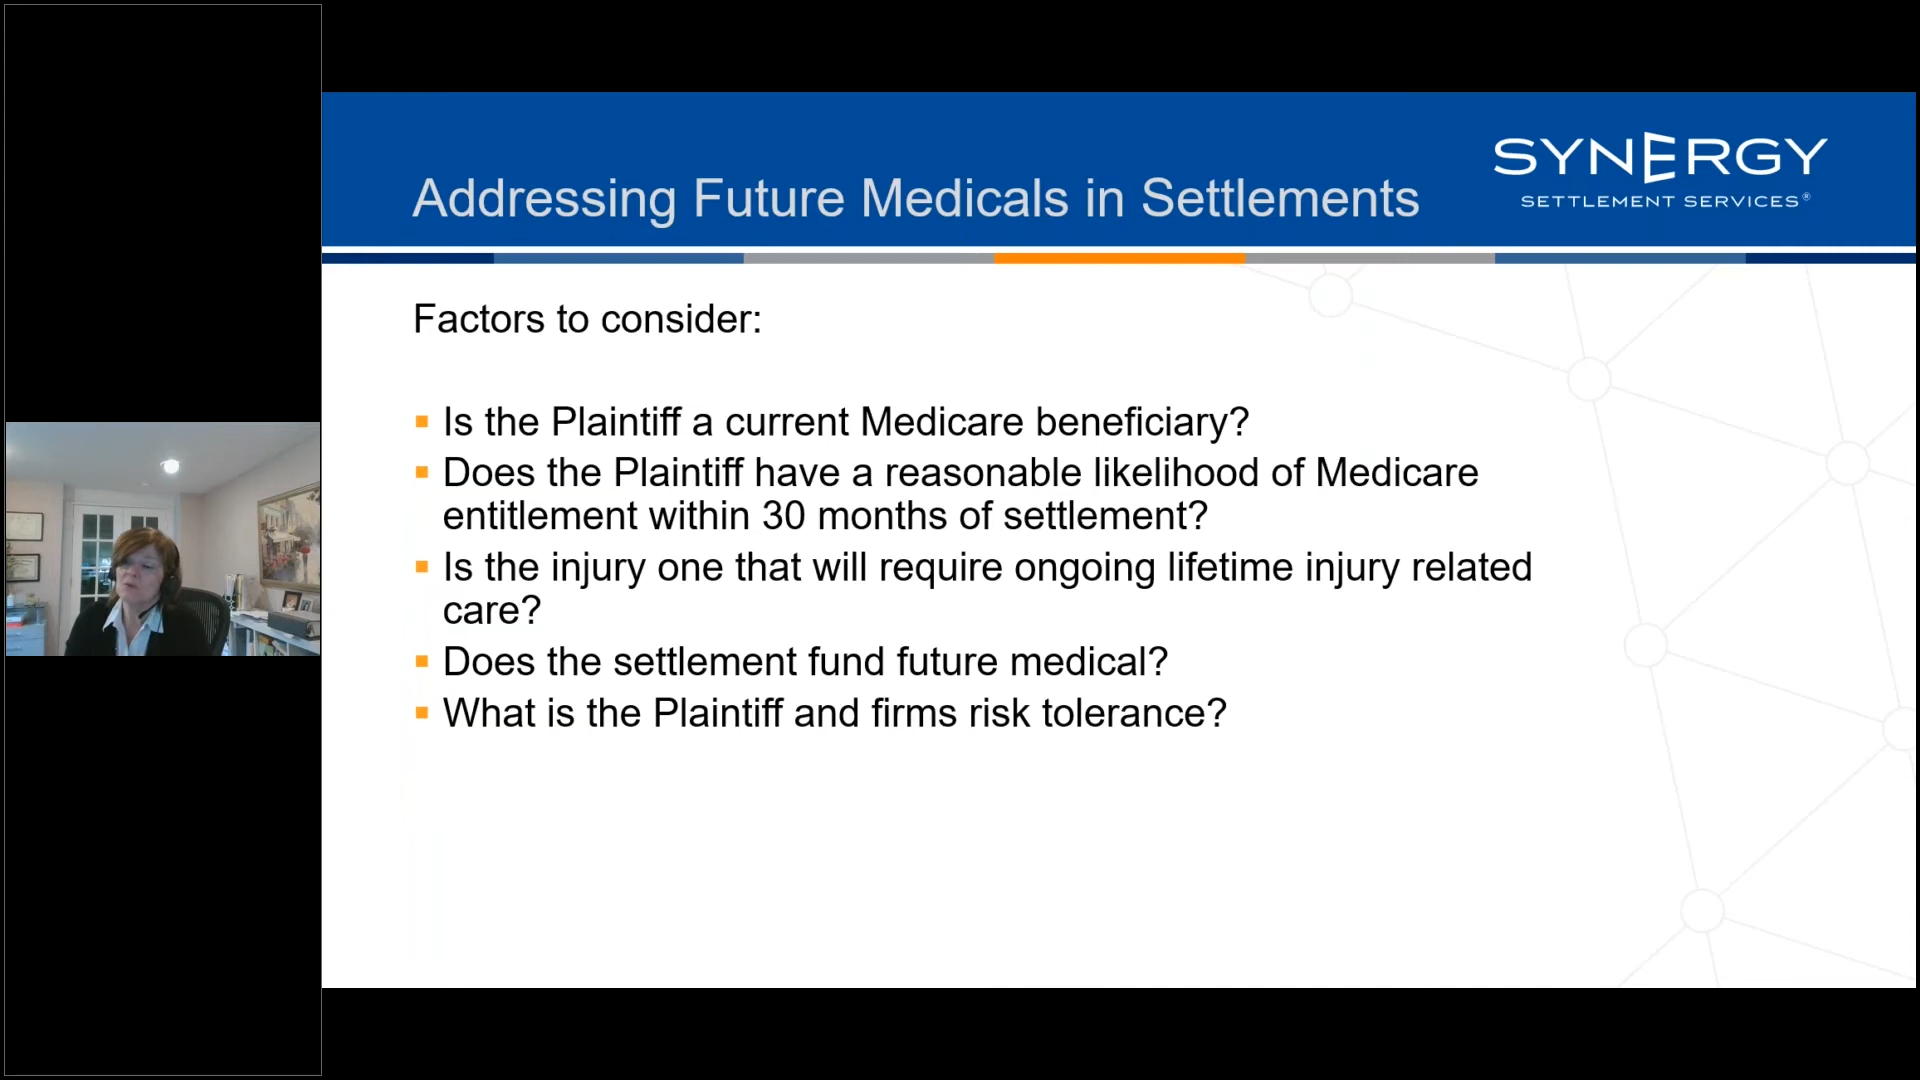 SYNERGY
SETTLEMENT SERVICES®
Addressing Future Medicals in Settlements
Factors to consider:
Is the Plaintiff a current Medicare beneficiary?
Does the Plaintiff have a reasonable likelihood of Medicare
entitlement within 30 months of settlement?
Is the injury one that will require ongoing lifetime injury related
care?
Does the settlement fund future medical?
What is the Plaintiff and firms risk tolerance?